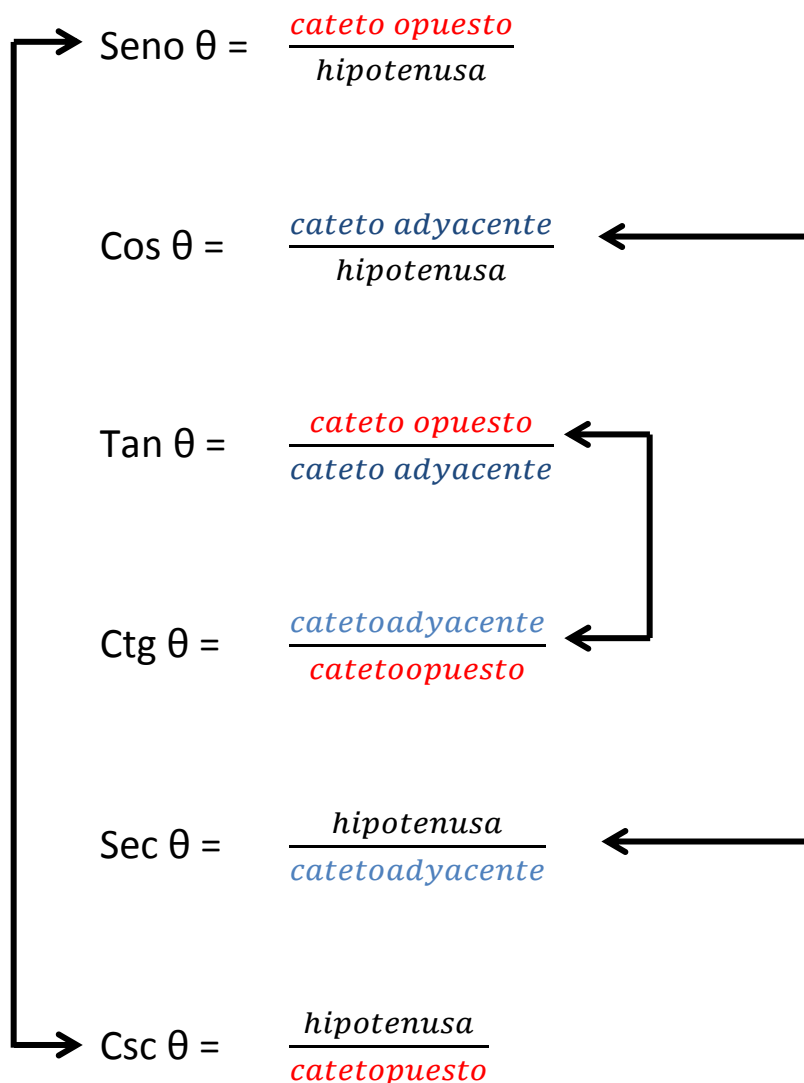 Seno θ = cateto opuesto
hipotenusa
Cos θ = cateto adyacente
hipotenusa
Tan θ = cateto opuesto
cateto adyacente
Ctg θ = catetoadyacente
catetoopuesto
Sec θ = hipotenusa
catetoadyacente
Csc θ = hipotenusa
catetopuesto